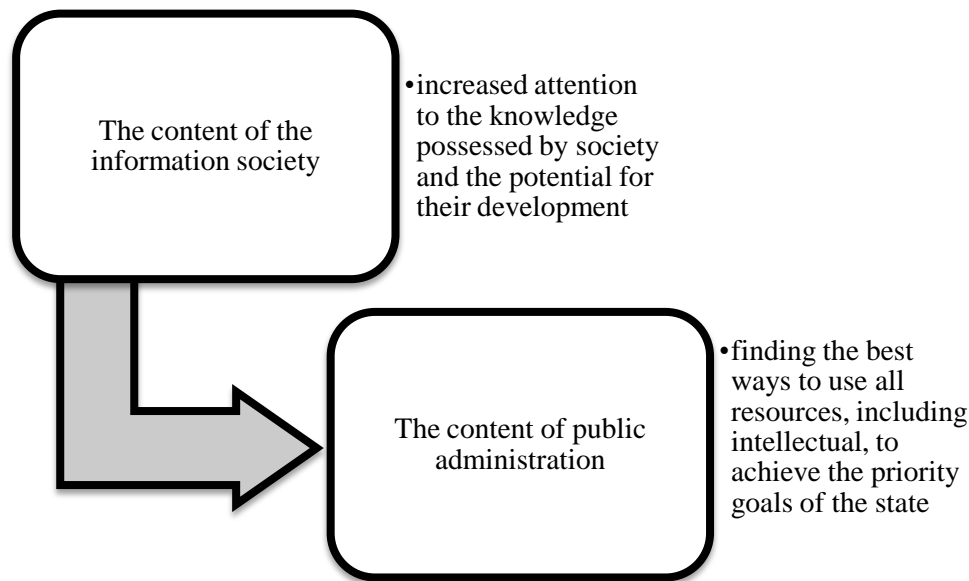 The content of the
information society
•increased attention
to the knowledge
possessed by society
and the potential for
their development
The content of public
administration
•finding the best
ways to use all
resources, including
intellectual, to
achieve the priority
goals of the state